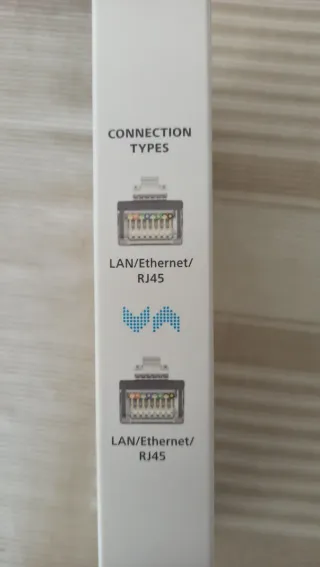 CONNECTION
TYPES
LAN/Ethernet/
RJ45
LAN/Ethernet/
RJ45